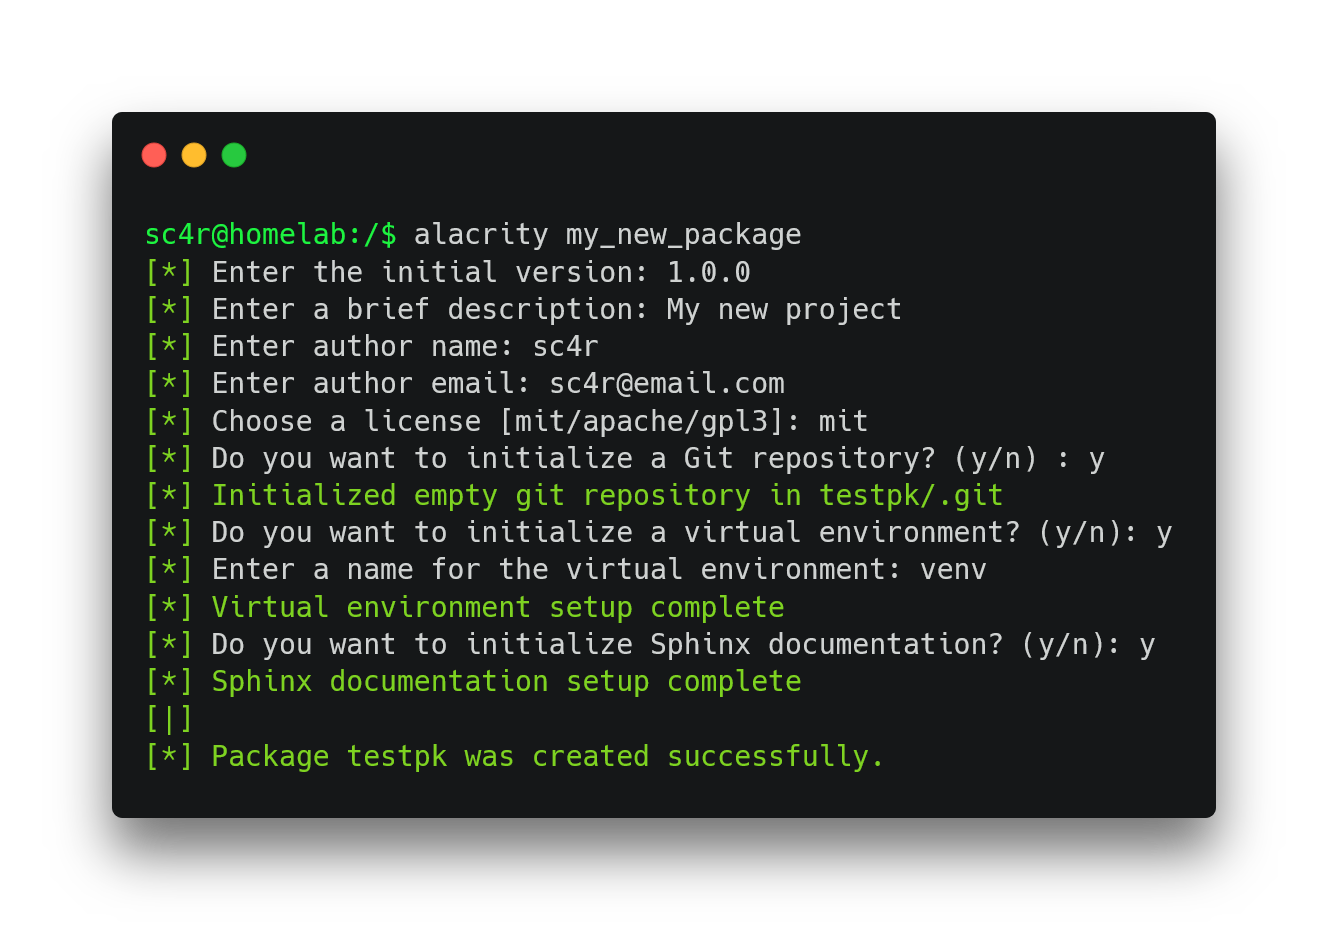 sc4r@homelab:/$ alacrity my_new_package
[*] Enter the initial version: 1.0.0
[*] Enter a brief description: My new project
[*] Enter author name: sc4r
[*] Enter author email: sc4r@email.com
[*] Choose a license [mit/apache/gpl3]: mit
[*] Do you want to initialize a Git repository? (y/n) : y
[*] Initialized empty git repository in testpk/.git
[*] Do you want to initialize a virtual environment? (y/n): y
[*] Enter a name for the virtual environment: venv
[*] Virtual environment setup complete
[*] Do you want to initialize Sphinx documentation? (y/n): y
[*] Sphinx documentation setup complete
[|]
[*] Package testpk was created successfully.